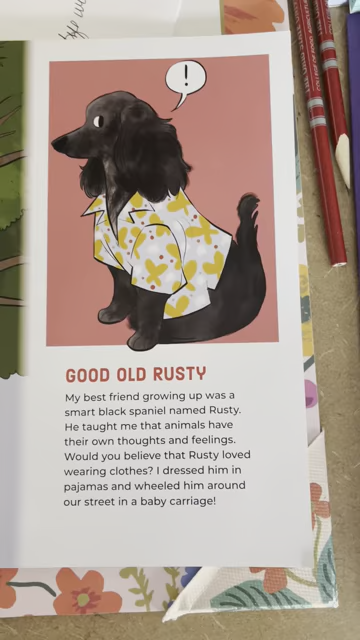 !
GOOD OLD RUSTY
My best friend growing up was a
smart black spaniel named Rusty.
He taught me that animals have
their own thoughts and feelings.
Would you believe that Rusty loved
wearing clothes? I dressed him in
pajamas and wheeled him around
our street in a baby carriage!